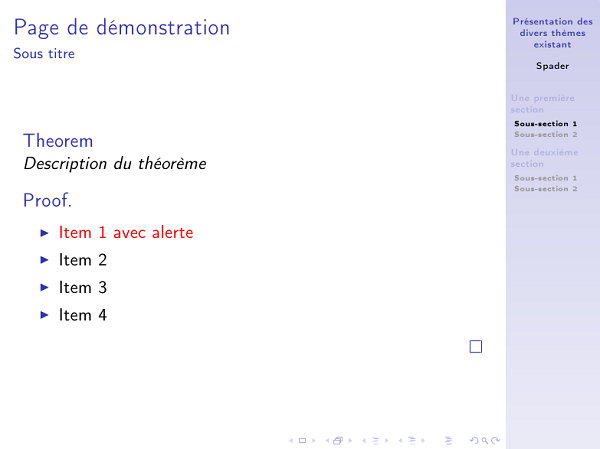 Page de démonstration
Sous titre
Theorem
Description du théorème
Proof.
Item 1 avec alerte
Item 2
Item 3
Item 4
Présentation des
divers thèmes
existant
Spader
Une première
section
Sous-section 1
Sous-section 2
Une deuxième
section
Sous-section 1
Sous-section 2